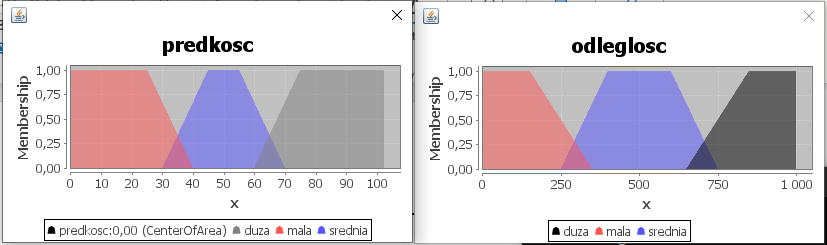 predkosc
Membership
1,00
0,75
0,50
0,25
0,00
0 10 20 30 40 50 60 70 80 90 100
x
predkosc:0,00 (CenterOfArea) duza mala srednia
odleglosc
Membership
1,00
0,75
0,50
0,25
0,00
0 250 500 750 1 000
x
duza mala srednia